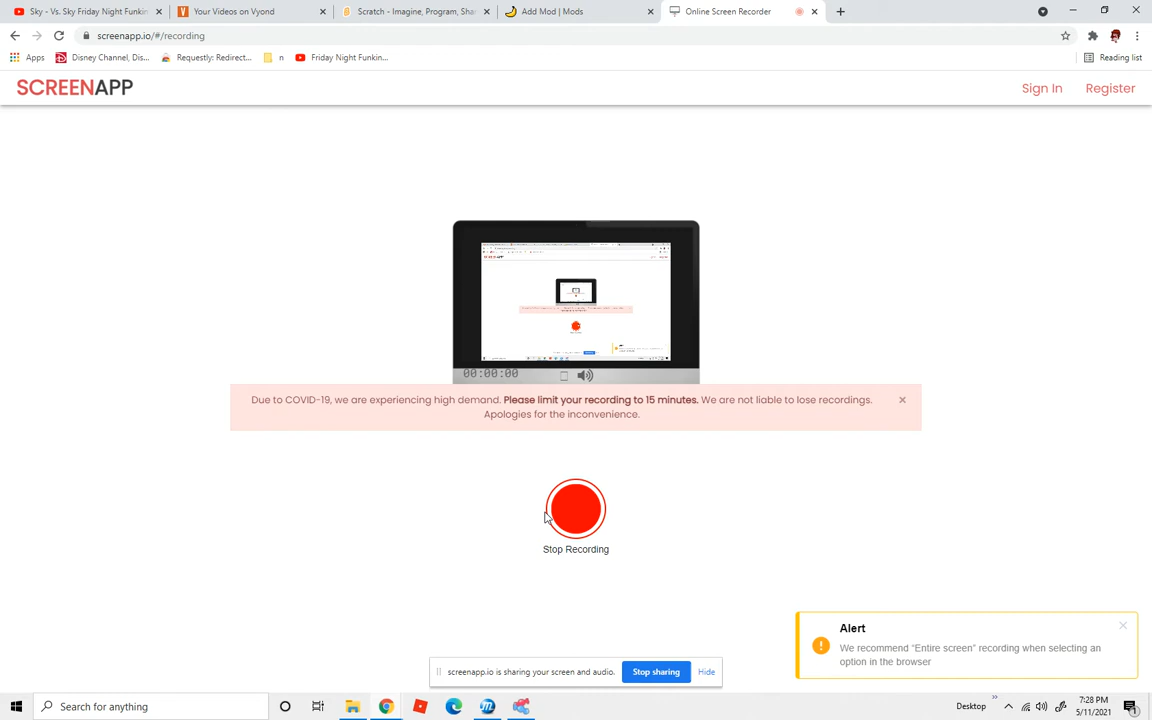 Sky - Vs. Sky Friday Night Funkin
Your Videos on Vyond
Scratch - Imagine, Program, Sha
Add Mod | Mods
Online Screen Recorder
screenapp.io/#/recording
Apps
Disney Channel, Dis...
Requestly: Redirect...
n
Friday Night Funkin...
Reading list
SCREENAPP
Sign In
Register
00:00:00
Due to COVID-19, we are experiencing high demand. Please limit your recording to 15 minutes. We are not liable to lose recordings.
Apologies for the inconvenience.
Stop Recording
Alert
We recommend "Entire screen" recording when selecting an
option in the browser
screenapp.io is sharing your screen and audio.
Stop sharing
Hide
Search for anything
Desktop
7:28 PM
5/11/2021